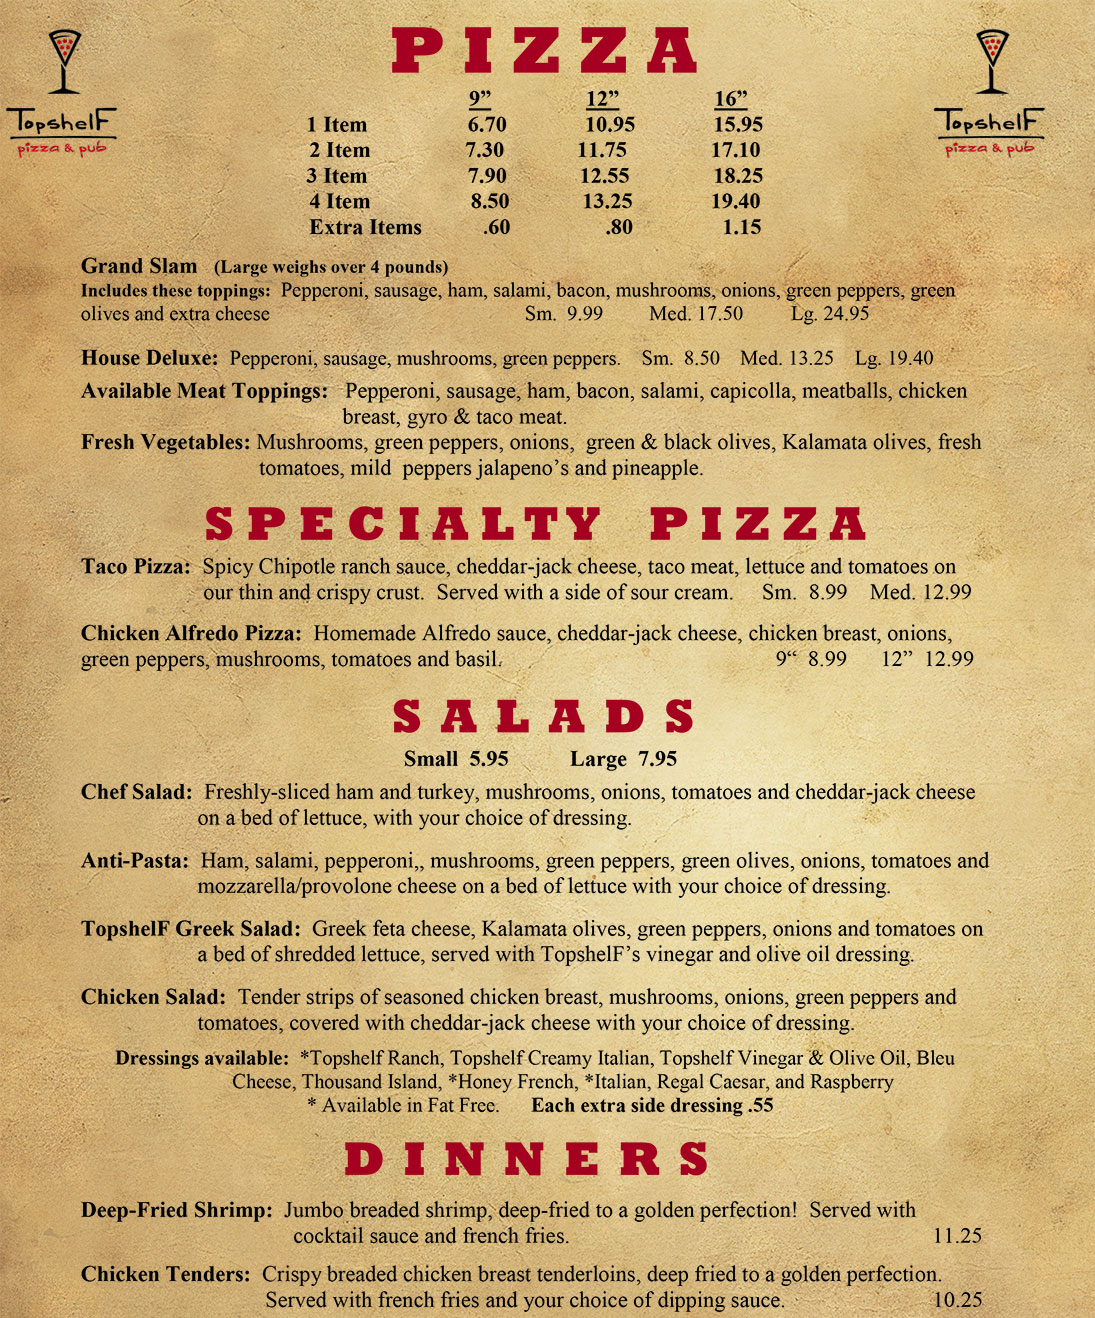 PIZZA
TopshelF
pizza & pub
TopshelF
pizza & pub
9” 12” 16”
1 Item 6.70 10.95 15.95
2 Item 7.30 11.75 17.10
3 Item 7.90 12.55 18.25
4 Item 8.50 13.25 19.40
Extra Items .60 .80 1.15
Grand Slam (Large weighs over 4 pounds)
Includes these toppings: Pepperoni, sausage, ham, salami, bacon, mushrooms, onions, green peppers, green
olives and extra cheese Sm. 9.99 Med. 17.50 Lg. 24.95
House Deluxe: Pepperoni, sausage, mushrooms, green peppers. Sm. 8.50 Med. 13.25 Lg. 19.40
Available Meat Toppings: Pepperoni, sausage, ham, bacon, salami, capicolla, meatballs, chicken
breast, gyro & taco meat.
Fresh Vegetables: Mushrooms, green peppers, onions, green & black olives, Kalamata olives, fresh
tomatoes, mild peppers jalapeno’s and pineapple.
SPECIALTY PIZZA
Taco Pizza: Spicy Chipotle ranch sauce, cheddar-jack cheese, taco meat, lettuce and tomatoes on
our thin and crispy crust. Served with a side of sour cream. Sm. 8.99 Med. 12.99
Chicken Alfredo Pizza: Homemade Alfredo sauce, cheddar-jack cheese, chicken breast, onions,
green peppers, mushrooms, tomatoes and basil. 9“ 8.99 12” 12.99
SALADS
Small 5.95 Large 7.95
Chef Salad: Freshly-sliced ham and turkey, mushrooms, onions, tomatoes and cheddar-jack cheese
on a bed of lettuce, with your choice of dressing.
Anti-Pasta: Ham, salami, pepperoni,, mushrooms, green peppers, green olives, onions, tomatoes and
mozzarella/provolone cheese on a bed of lettuce with your choice of dressing.
TopshelF Greek Salad: Greek feta cheese, Kalamata olives, green peppers, onions and tomatoes on
a bed of shredded lettuce, served with TopshelF’s vinegar and olive oil dressing.
Chicken Salad: Tender strips of seasoned chicken breast, mushrooms, onions, green peppers and
tomatoes, covered with cheddar-jack cheese with your choice of dressing.
Dressings available: *Topshelf Ranch, Topshelf Creamy Italian, Topshelf Vinegar & Olive Oil, Bleu
Cheese, Thousand Island, *Honey French, *Italian, Regal Caesar, and Raspberry
* Available in Fat Free. Each extra side dressing .55
DINNERS
Deep-Fried Shrimp: Jumbo breaded shrimp, deep-fried to a golden perfection! Served with
cocktail sauce and french fries. 11.25
Chicken Tenders: Crispy breaded chicken breast tenderloins, deep fried to a golden perfection.
Served with french fries and your choice of dipping sauce. 10.25